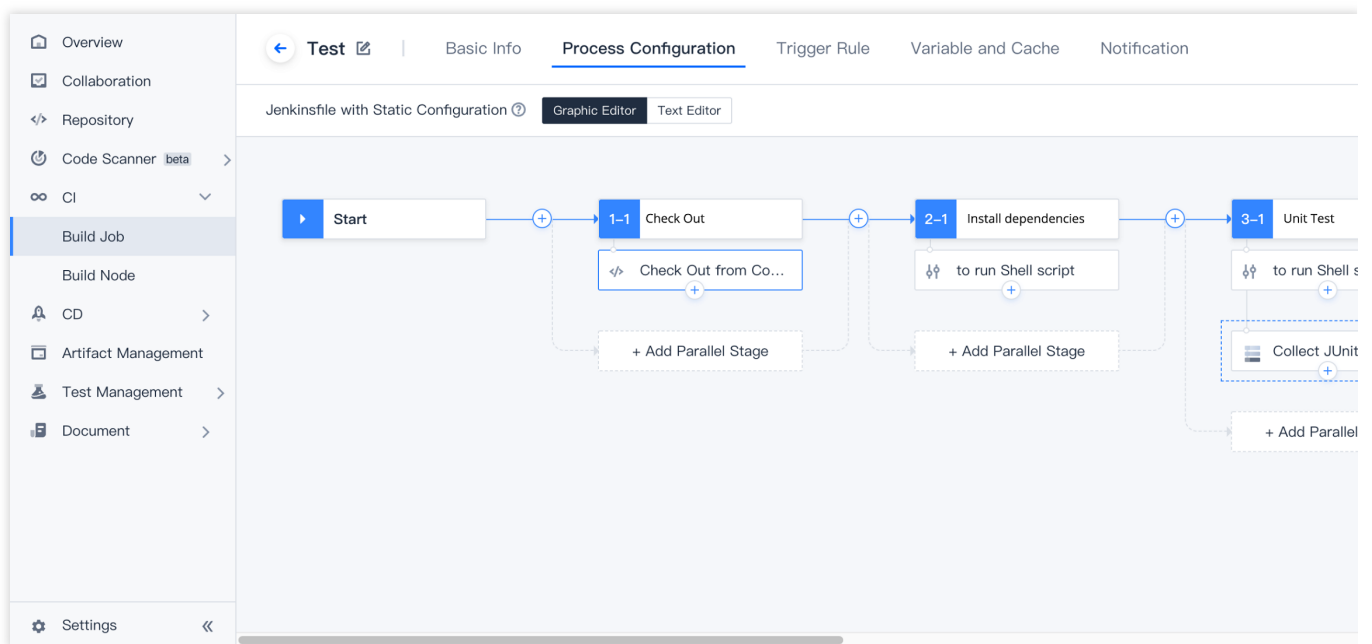 Overview
Collaboration
Repository
Code Scanner beta
CI
Build Job
Build Node
CD
Artifact Management
Test Management
Document
Settings
Test
Basic Info
Process Configuration
Trigger Rule
Variable and Cache
Notification
Jenkinsfile with Static Configuration
Graphic Editor
Text Editor
Start
1-1 Check Out
Check Out from Co...
+ Add Parallel Stage
2-1 Install dependencies
to run Shell script
+ Add Parallel Stage
3-1 Unit Test
to run Shell s
Collect JUnit
+ Add Parallel